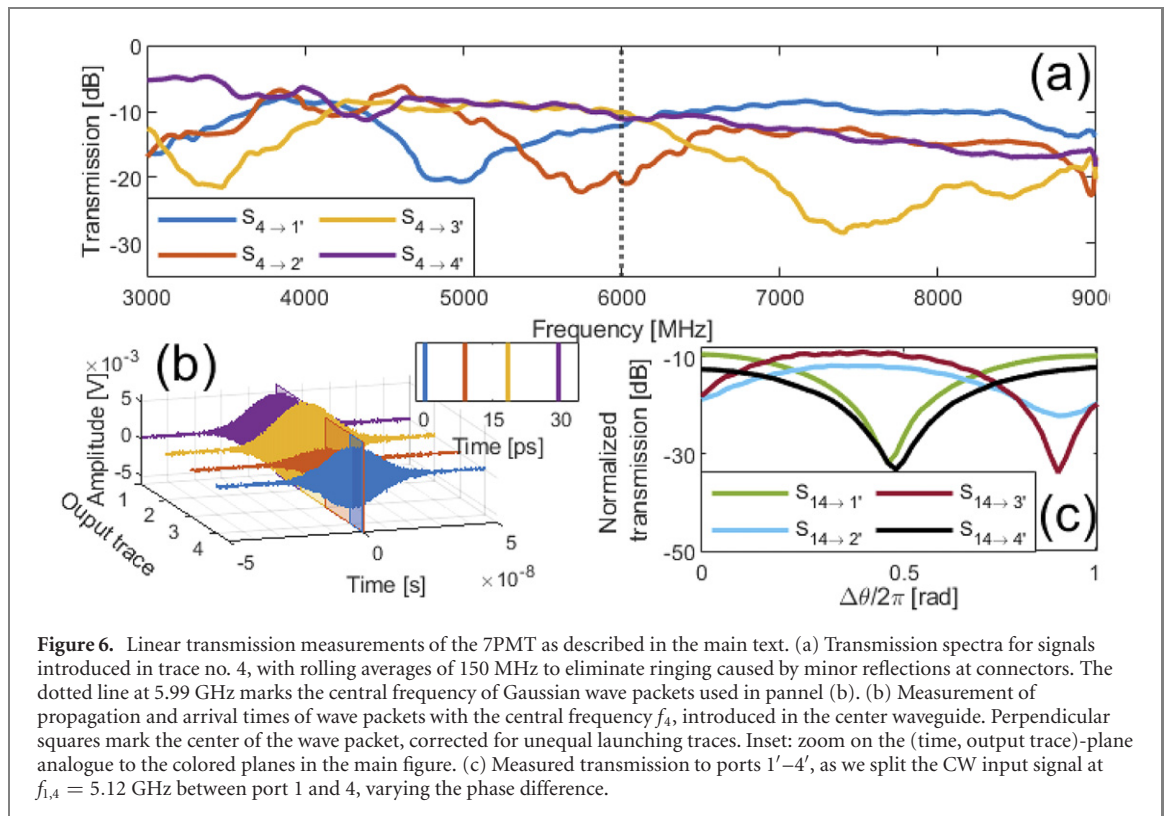 (a)
Transmission [dB]
0
-10
-20
-30
S4 → 1'
S4 → 3'
S4 → 2'
S4 → 4'
3000
4000
5000
6000
7000
8000
9000
Frequency [MHz]
(b)
Amplitude [V]
×10-3
5
0
-5
1
2
3
4
Ouput trace
-5
0
5
Time [s]
×10-8
0
15
30
Time [ps]
(c)
Normalized
transmission [dB]
-10
-30
-50
S14→ 1'
S14→ 3'
S14→ 2'
S14→ 4'
0
0.5
1
Δθ/2π [rad]
Figure 6. Linear transmission measurements of the 7PMT as described in the main text. (a) Transmission spectra for signals
introduced in trace no. 4, with rolling averages of 150 MHz to eliminate ringing caused by minor reflections at connectors. The
dotted line at 5.99 GHz marks the central frequency of Gaussian wave packets used in pannel (b). (b) Measurement of
propagation and arrival times of wave packets with the central frequency f4, introduced in the center waveguide. Perpendicular
squares mark the center of the wave packet, corrected for unequal launching traces. Inset: zoom on the (time, output trace)-plane
analogue to the colored planes in the main figure. (c) Measured transmission to ports 1′–4′, as we split the CW input signal at
f1,4 = 5.12 GHz between port 1 and 4, varying the phase difference.